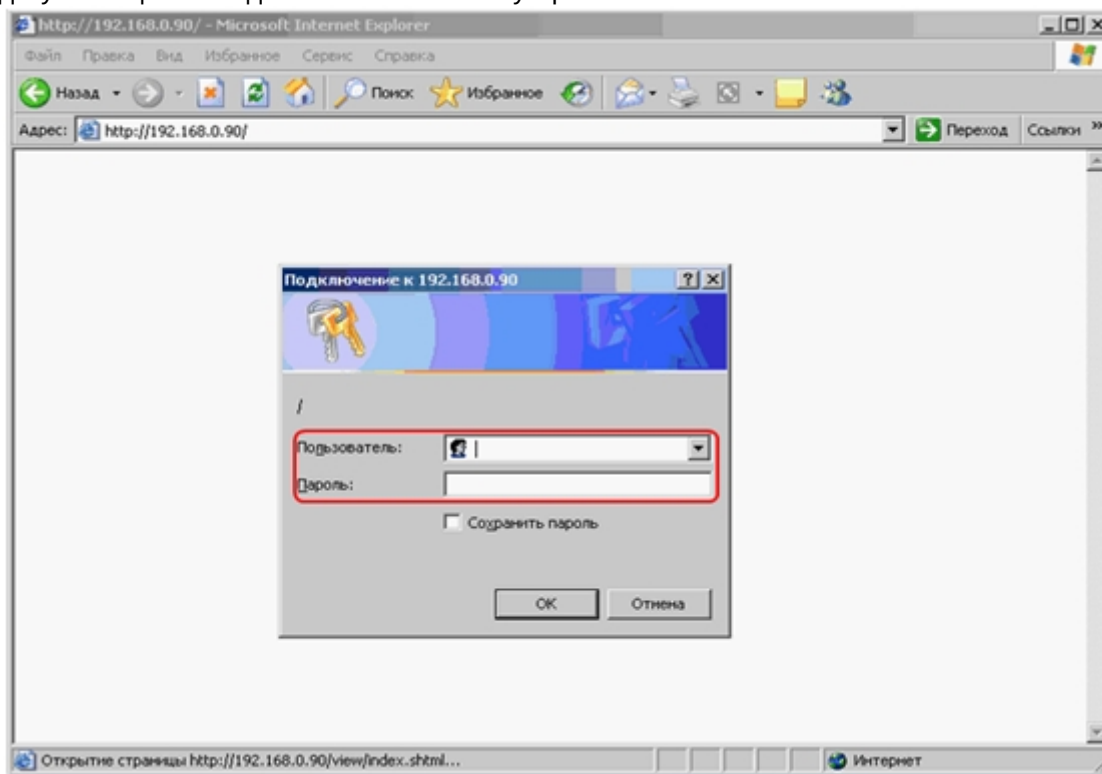 http://192.168.0.90/ - Microsoft Internet Explorer
Файл Правка Вид Избранное Сервис Справка
Назад Поиск Избранное
Адрес: http://192.168.0.90/ Переход Ссылки »
Подключение к 192.168.0.90
/
Пользователь:
Пароль:
Сохранить пароль
OK Отмена
Открытие страницы http://192.168.0.90/view/index.shtml... Интернет